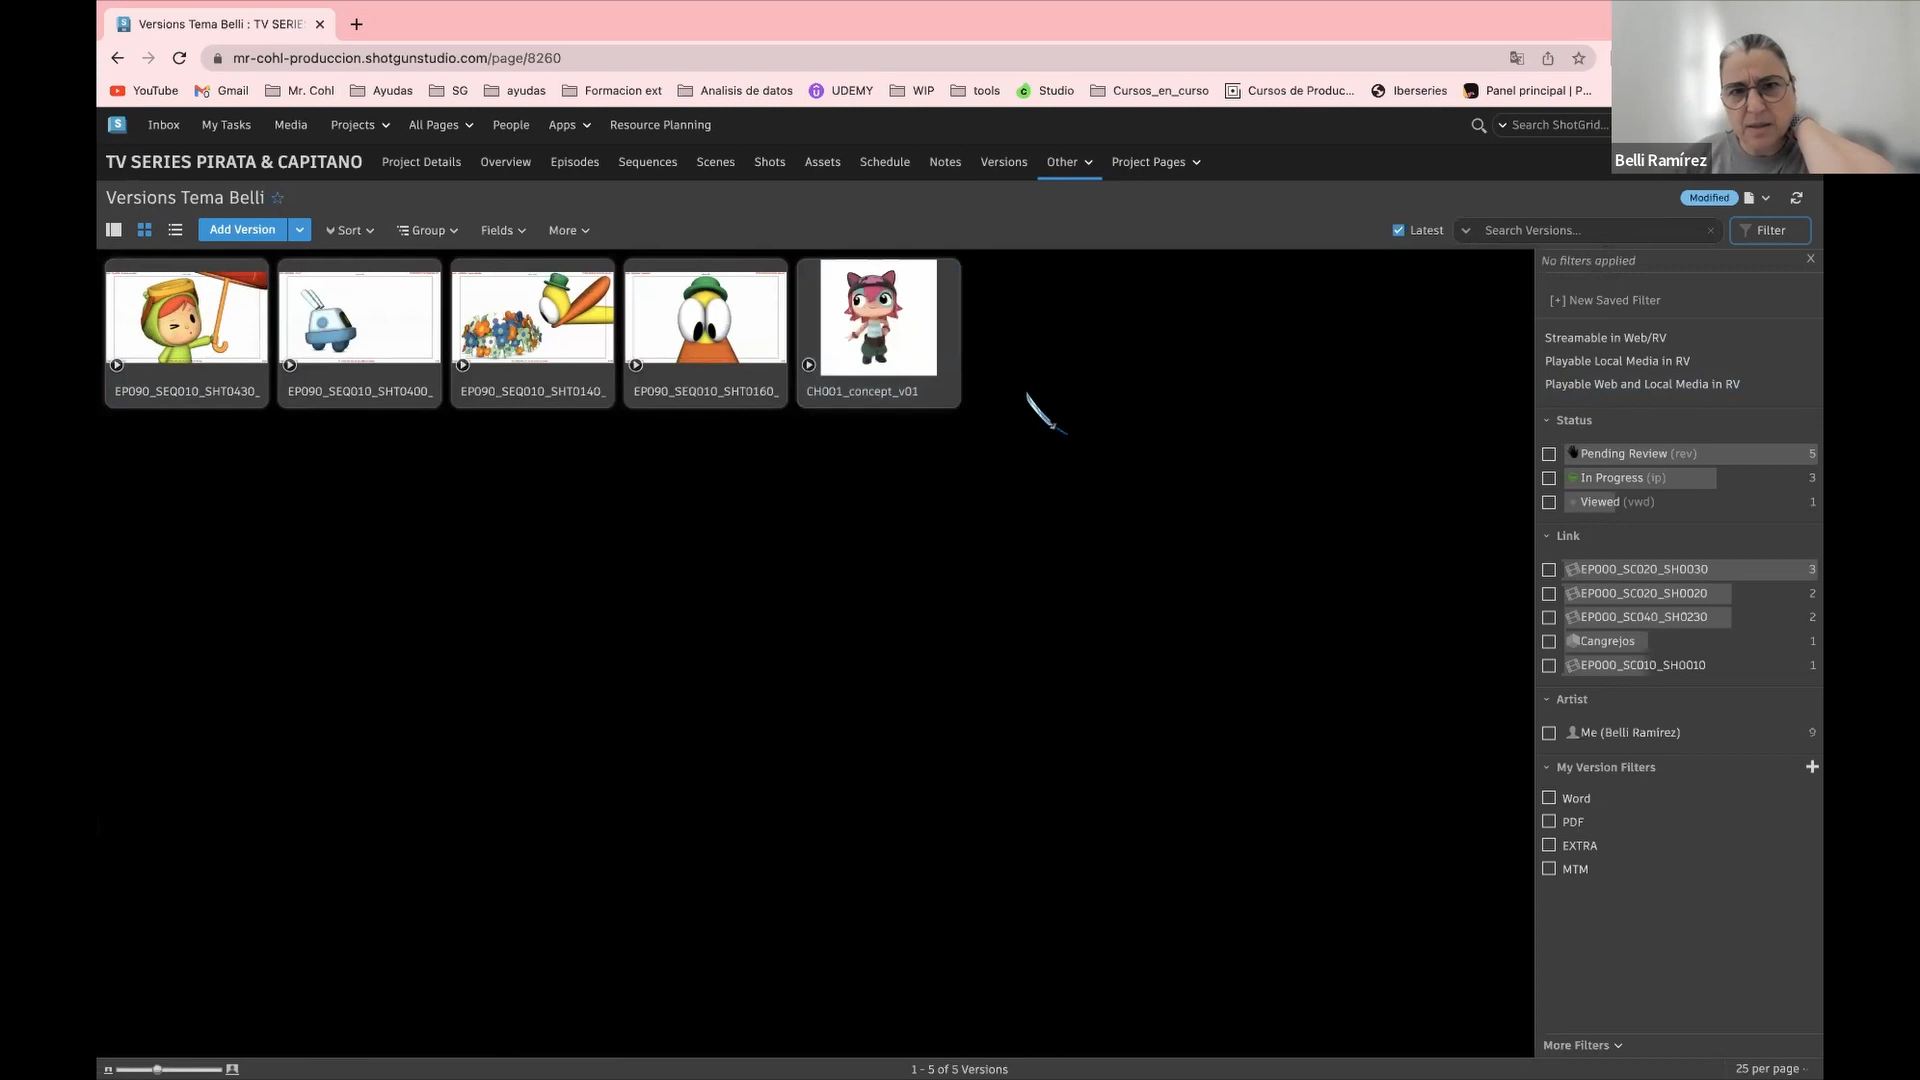 Versions Tema Belli : TV SERIE
mr-cohl-produccion.shotgunstudio.com/page/8260
YouTube Gmail Mr. Cohl Ayudas SG ayudas Formacion ext Analisis de datos UDEMY WIP tools Studio Cursos_en_curso Cursos de Produc... Iberseries Panel principal | P...
Inbox My Tasks Media Projects All Pages People Apps Resource Planning Search ShotGrid...
Belli Ramírez
TV SERIES PIRATA & CAPITANO Project Details Overview Episodes Sequences Scenes Shots Assets Schedule Notes Versions Other Project Pages
Versions Tema Belli Modified
Add Version Sort Group Fields More Latest Search Versions... Filter
EP090_SEQ010_SHT0430_ EP090_SEQ010_SHT0400_ EP090_SEQ010_SHT0140_ EP090_SEQ010_SHT0160_ CH001_concept_v01
No filters applied X
[+] New Saved Filter
Streamable in Web/RV
Playable Local Media in RV
Playable Web and Local Media in RV
Status
Pending Review (rev) 5
In Progress (ip) 3
Viewed (vwd) 1
Link
EP000_SC020_SH0030 3
EP000_SC020_SH0020 2
EP000_SC040_SH0230 2
Cangrejos 1
EP000_SC010_SH0010 1
Artist
Me (Belli Ramírez) 9
My Version Filters
Word
PDF
EXTRA
MTM
More Filters
1 - 5 of 5 Versions
25 per page